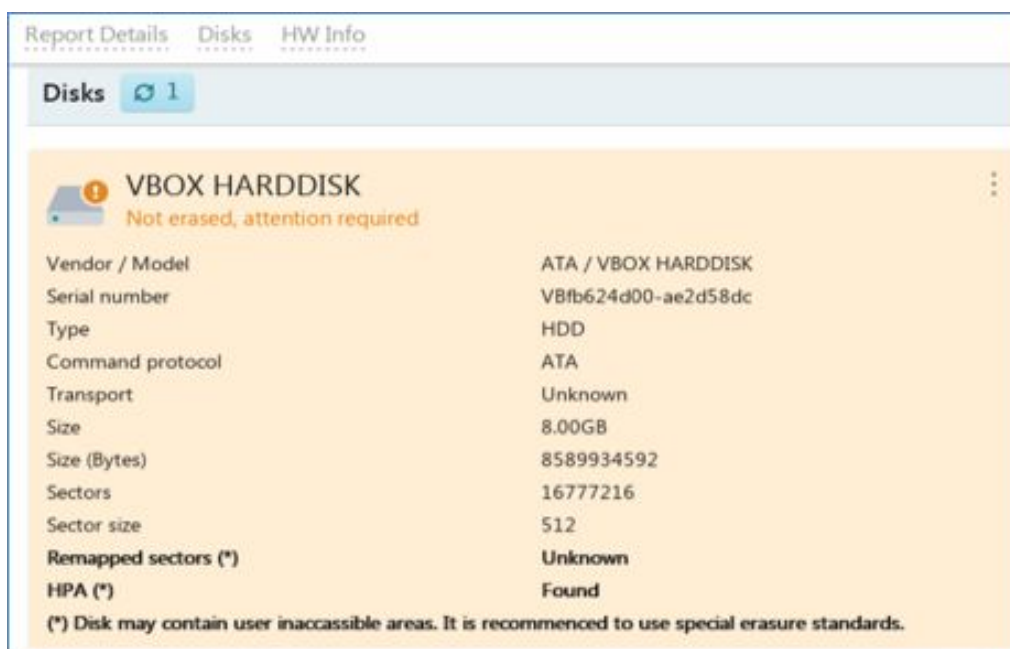 Report Details Disks HW Info
Disks 1
VBOX HARDDISK
Not erased, attention required
Vendor / Model ATA / VBOX HARDDISK
Serial number VBfb624d00-ae2d58dc
Type HDD
Command protocol ATA
Transport Unknown
Size 8.00GB
Size (Bytes) 8589934592
Sectors 16777216
Sector size 512
Remapped sectors (*) Unknown
HPA (*) Found
(*) Disk may contain user inaccassible areas. It is recommenced to use special erasure standards.